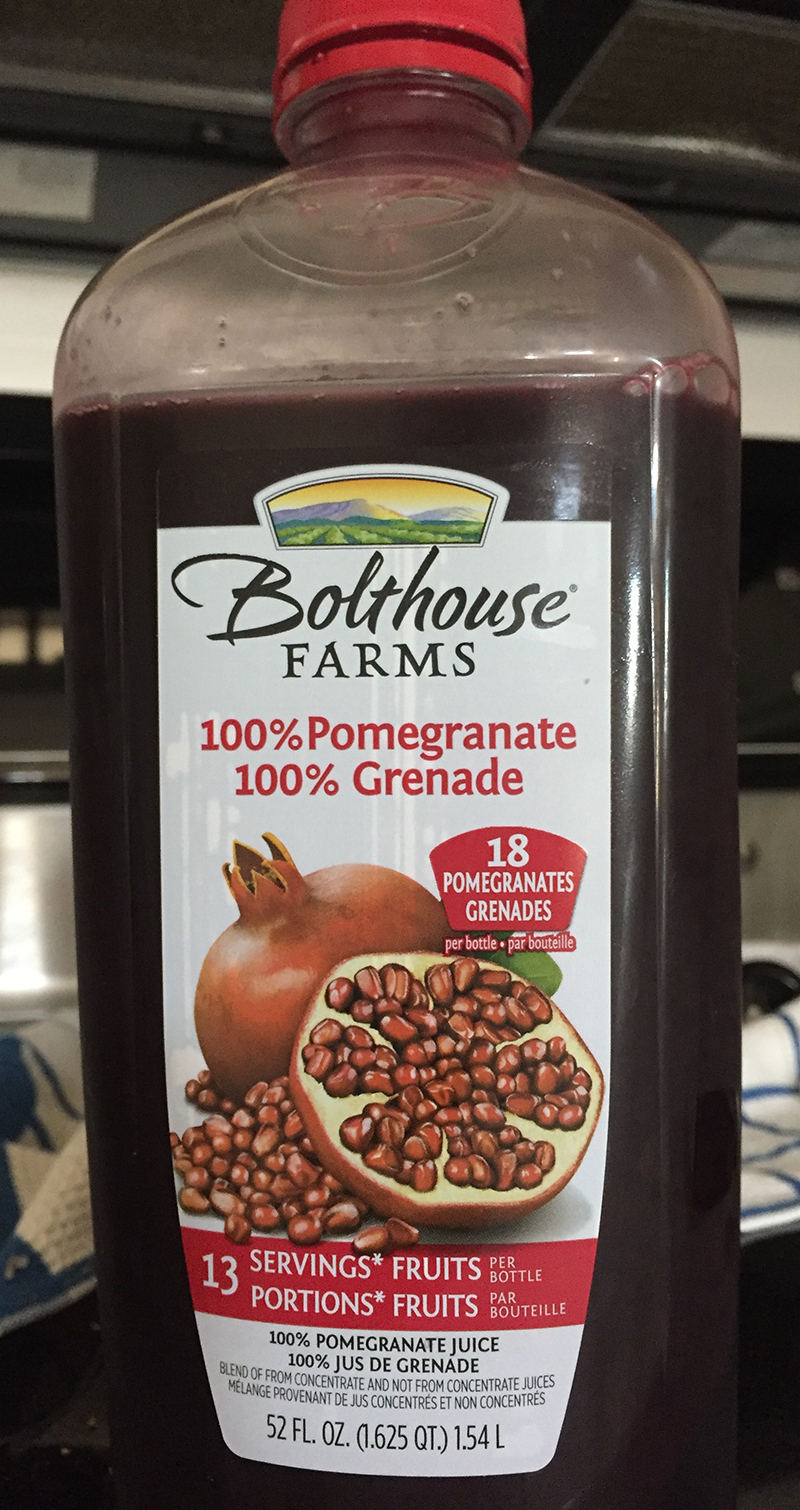 Bolthouse®
FARMS
100% Pomegranate
100% Grenade
18
POMEGRANATES
GRENADES
per bottle • par bouteille
13 SERVINGS* FRUITS PER BOTTLE
PORTIONS* FRUITS PAR BOUTEILLE
100% POMEGRANATE JUICE
100% JUS DE GRENADE
BLEND OF FROM CONCENTRATE AND NOT FROM CONCENTRATE JUICES
MÉLANGE PROVENANT DE JUS CONCENTRÉS ET NON CONCENTRÉS
52 FL. OZ. (1.625 QT.) 1.54 L